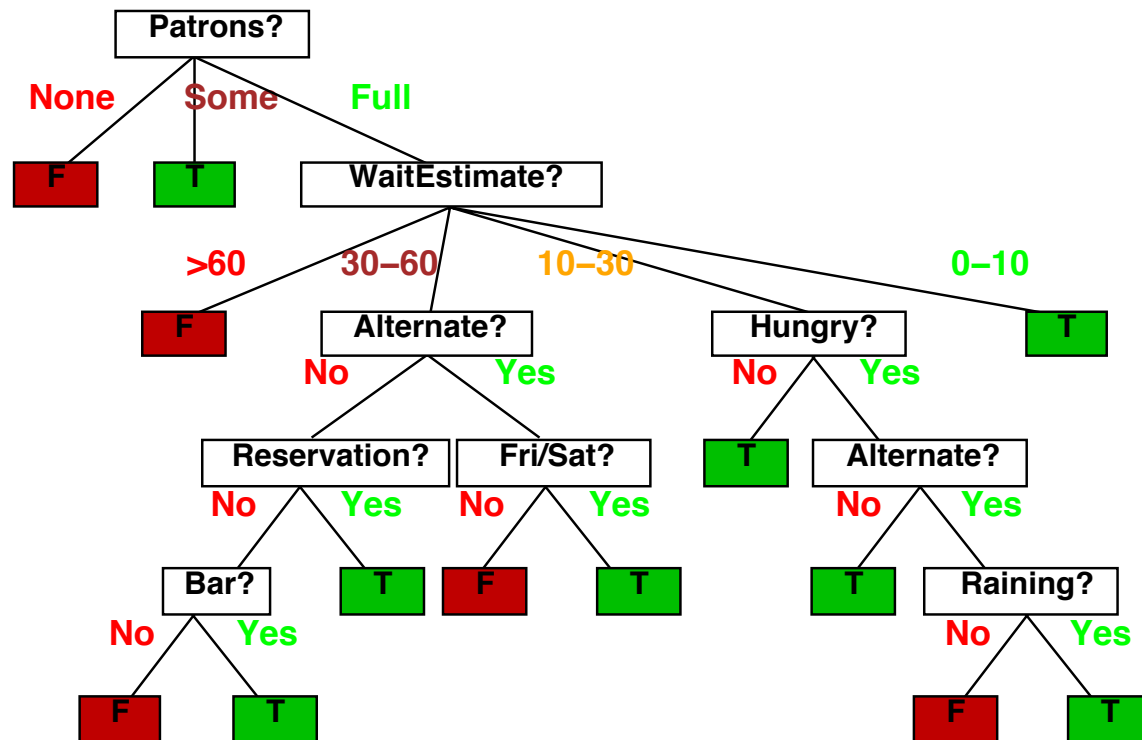 Patrons?
None Some Full
F T WaitEstimate?
>60 30–60 10–30 0–10
F Alternate? Hungry? T
No Yes No Yes
Reservation? Fri/Sat? T Alternate?
No Yes No Yes No Yes
Bar? T F T T Raining?
No Yes No Yes
F T F T